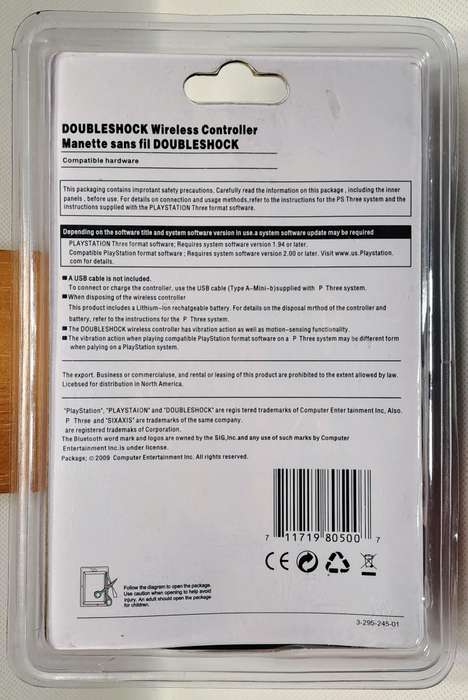 DOUBLESHOCK Wireless Controller
Manette sans fil DOUBLESHOCK
Compatible hardware
This packaging contains improtant safety precautions. Carefully read the information on this package , including the inner
panels , before use. For details on connection and usage methods,refer to the instructions for the PS Three system and the
instructions supplied with the PLAYSTATION Three format software.
Depending on the software title and system software version in use.a system software update may be required
PLAYSTATION Three format software; Requires system software version 1.94 or later.
Compatible PlayStation format software ; Requires system software version 2.00 or later. Visit www.us.Playstation.
com for details.
■ A USB cable is not included.
To connect or charge the controller, use the USB cable (Type A-Mini-b)supplied with P Three system.
■ When disposing of the wireless controller
This product includes a Lithium-ion rechatgeable battery. For details on the disposal mrthod of the controller and
battery, refer to the instructions for the P Three system.
■ The DOUBLESHOCK wireless controller has vibration action as well as motion-sensing functionality.
■ The vibration action when playing compatible PlayStation format software on a P Three system may be different form
when palying on a PlayStation system.
The export. Business or commercialuse, and rental or leasing of this product are prohibited to the extent allowed by law.
Licebsed for distribution in North America.
"PlayStation", "PLAYSTAION" and "DOUBLESHOCK" are registered trademarks of Computer Enter tainment Inc, Also.
P Three and "SIXAXIS" are trademarks of the same company.
are registered trademaks of Corporation.
The Bluetooth word mark and logos are owned by the SIG,Inc.and any use of such marks by Computer
Entertainment Inc.is under license.
Package; © 2009 Computer Entertainment Inc. All rights reserved.
7 11719 80500 7
CE
Follow the diagram to open the package.
Use caution when opening to help avoid
injury. An adult should open the package
for children.
3-295-245-01